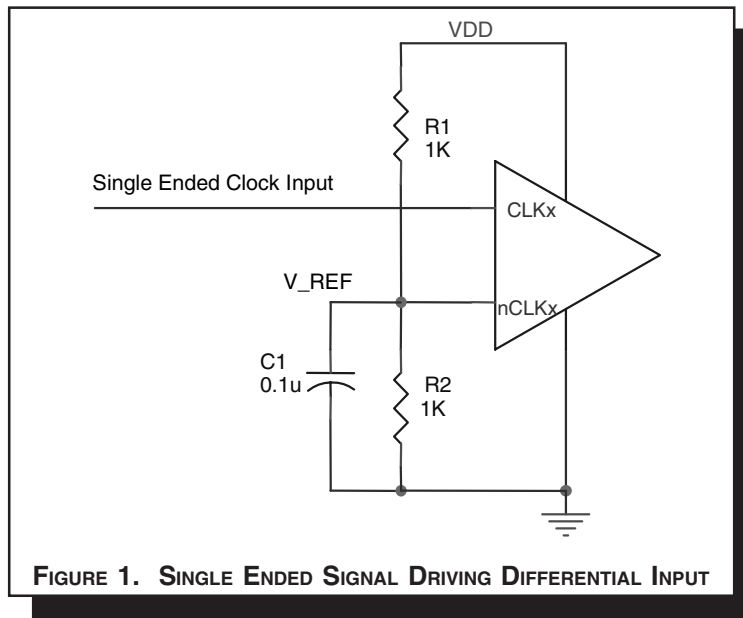 VDD
R1
1K
Single Ended Clock Input
CLKx
V_REF
nCLKx
C1
0.1u
R2
1K
FIGURE 1. SINGLE ENDED SIGNAL DRIVING DIFFERENTIAL INPUT